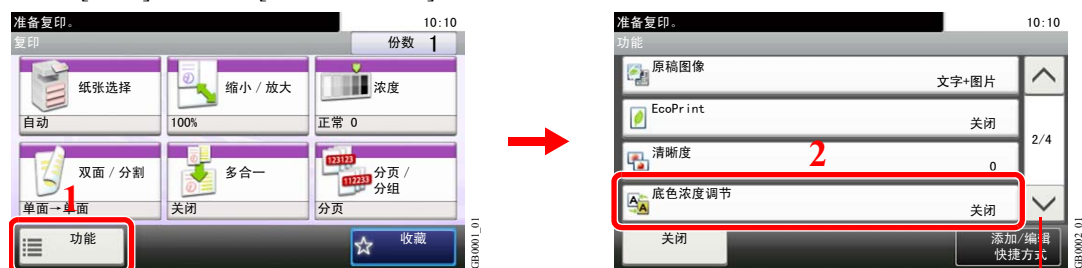 准备复印。 10:10
复印 份数 1
纸张选择
自动
缩小 / 放大
100%
浓度
正常 0
双面 / 分割
单面→单面
多合一
关闭
分页 /
分组
分页
123123
112233
1
功能
收藏
GB0001_01
准备复印。 10:10
功能
原稿图像
文字+图片
EcoPrint
关闭
2/4
清晰度
0
2
底色浓度调节
关闭
关闭
添加/编辑
快捷方式
GB0002_01